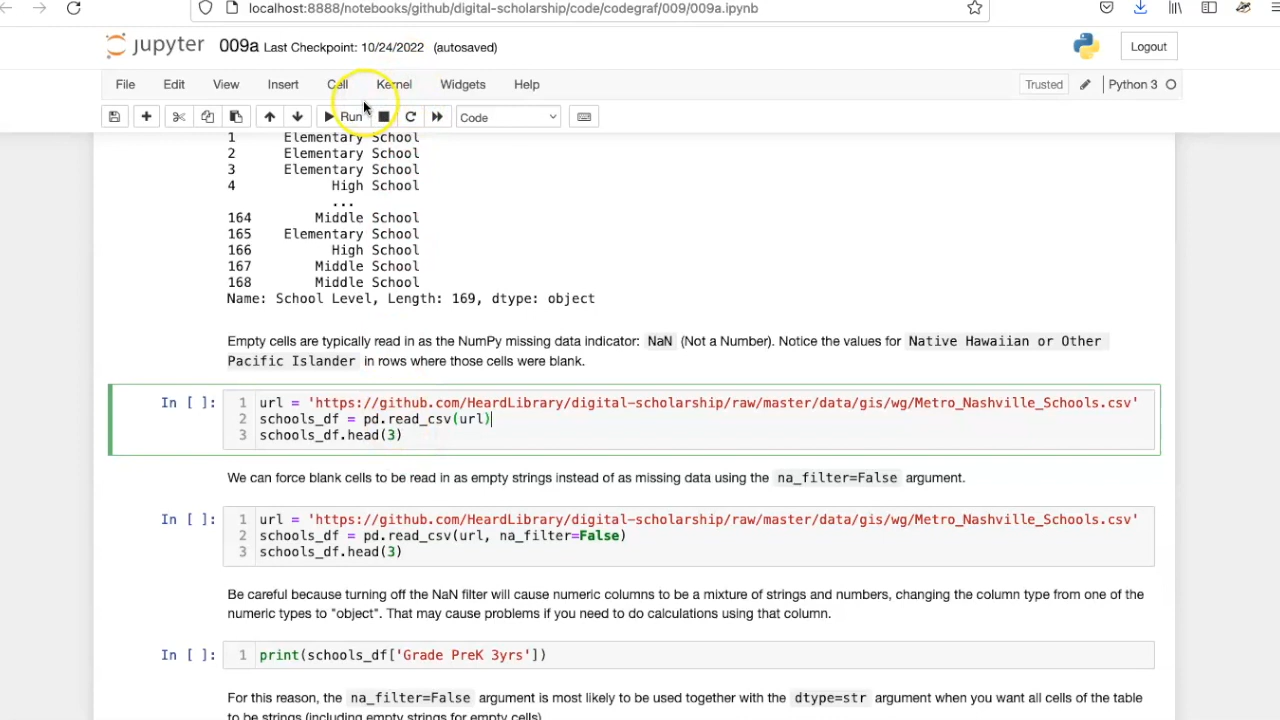 localhost:8888/notebooks/github/digital-scholarship/code/codegraf/009/009a.ipynb
jupyter 009a Last Checkpoint: 10/24/2022 (autosaved) Logout
File Edit View Insert Cell Kernel Widgets Help Trusted Python 3
Run Code
1 Elementary School
2 Elementary School
3 Elementary School
4 High School
...
164 Middle School
165 Elementary School
166 High School
167 Middle School
168 Middle School
Name: School Level, Length: 169, dtype: object
Empty cells are typically read in as the NumPy missing data indicator: NaN (Not a Number). Notice the values for Native Hawaiian or Other
Pacific Islander in rows where those cells were blank.
In [ ]: 1 url = 'https://github.com/HeardLibrary/digital-scholarship/raw/master/data/gis/wg/Metro_Nashville_Schools.csv'
2 schools_df = pd.read_csv(url)
3 schools_df.head(3)
We can force blank cells to be read in as empty strings instead of as missing data using the na_filter=False argument.
In [ ]: 1 url = 'https://github.com/HeardLibrary/digital-scholarship/raw/master/data/gis/wg/Metro_Nashville_Schools.csv'
2 schools_df = pd.read_csv(url, na_filter=False)
3 schools_df.head(3)
Be careful because turning off the NaN filter will cause numeric columns to be a mixture of strings and numbers, changing the column type from one of the
numeric types to "object". That may cause problems if you need to do calculations using that column.
In [ ]: 1 print(schools_df['Grade PreK 3yrs'])
For this reason, the na_filter=False argument is most likely to be used together with the dtype=str argument when you want all cells of the table
to be strings (including empty strings for empty cells)